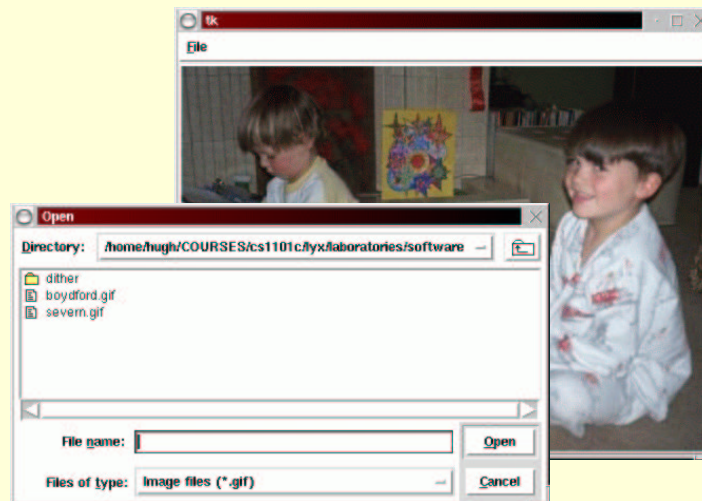 tk
File
Open
Directory: /home/hugh/COURSES/cs1101c/lyx/laboratories/software
dither
boydford.gif
severn.gif
File name: Open
Files of type: Image files (*.gif) Cancel